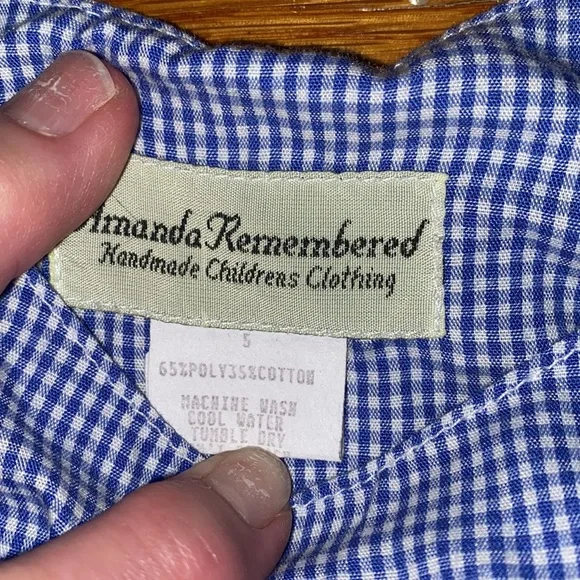 Amanda Remembered
Handmade Childrens Clothing
5
65%POLY35%COTTON
MACHINE WASH
COOL WATER
TUMBLE DRY